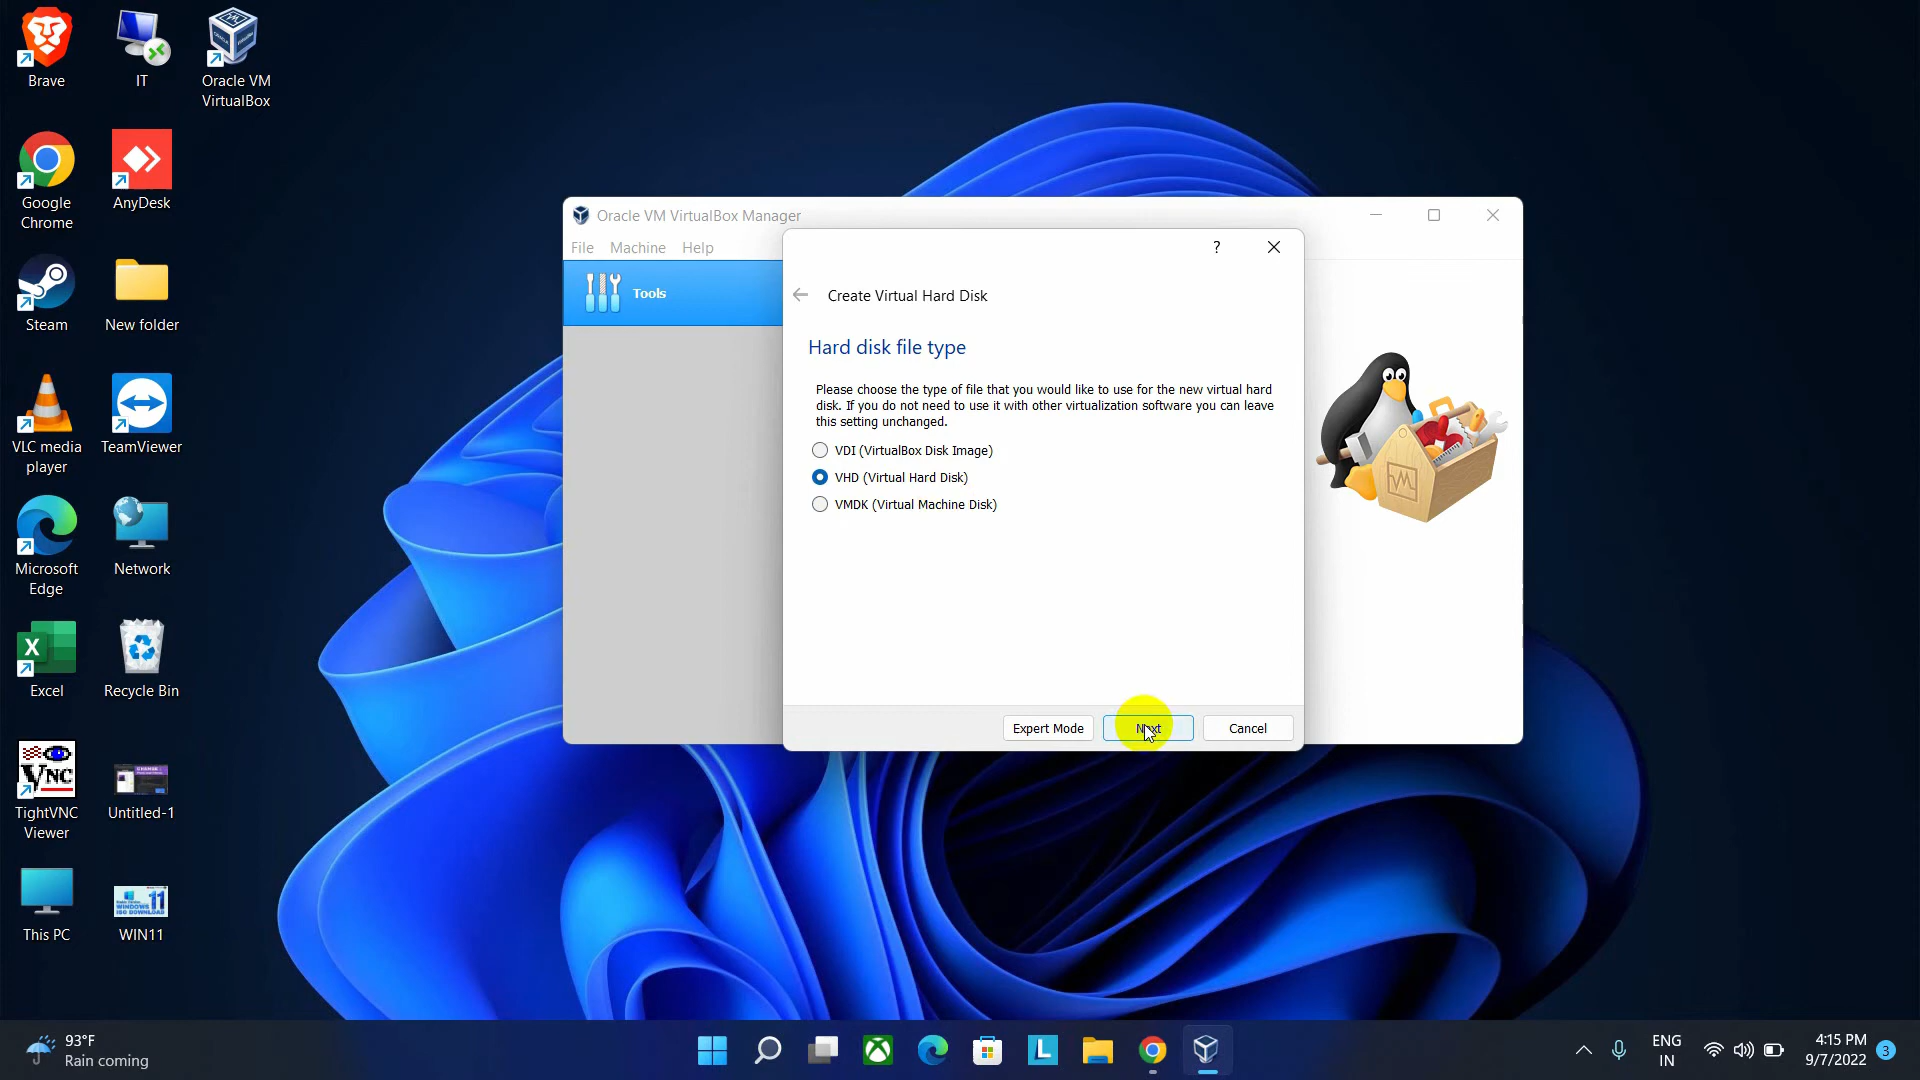 Brave
IT
Oracle VM
VirtualBox
Google
Chrome
AnyDesk
Steam
New folder
VLC media
player
TeamViewer
Microsoft
Edge
Network
Excel
Recycle Bin
VNC
TightVNC
Viewer
Untitled-1
This PC
WIN11
Oracle VM VirtualBox Manager
File
Machine
Help
Tools
?
Create Virtual Hard Disk
Hard disk file type
Please choose the type of file that you would like to use for the new virtual hard
disk. If you do not need to use it with other virtualization software you can leave
this setting unchanged.
VDI (VirtualBox Disk Image)
VHD (Virtual Hard Disk)
VMDK (Virtual Machine Disk)
Expert Mode
Next
Cancel
93°F
Rain coming
L
ENG
IN
4:15 PM
9/7/2022
3